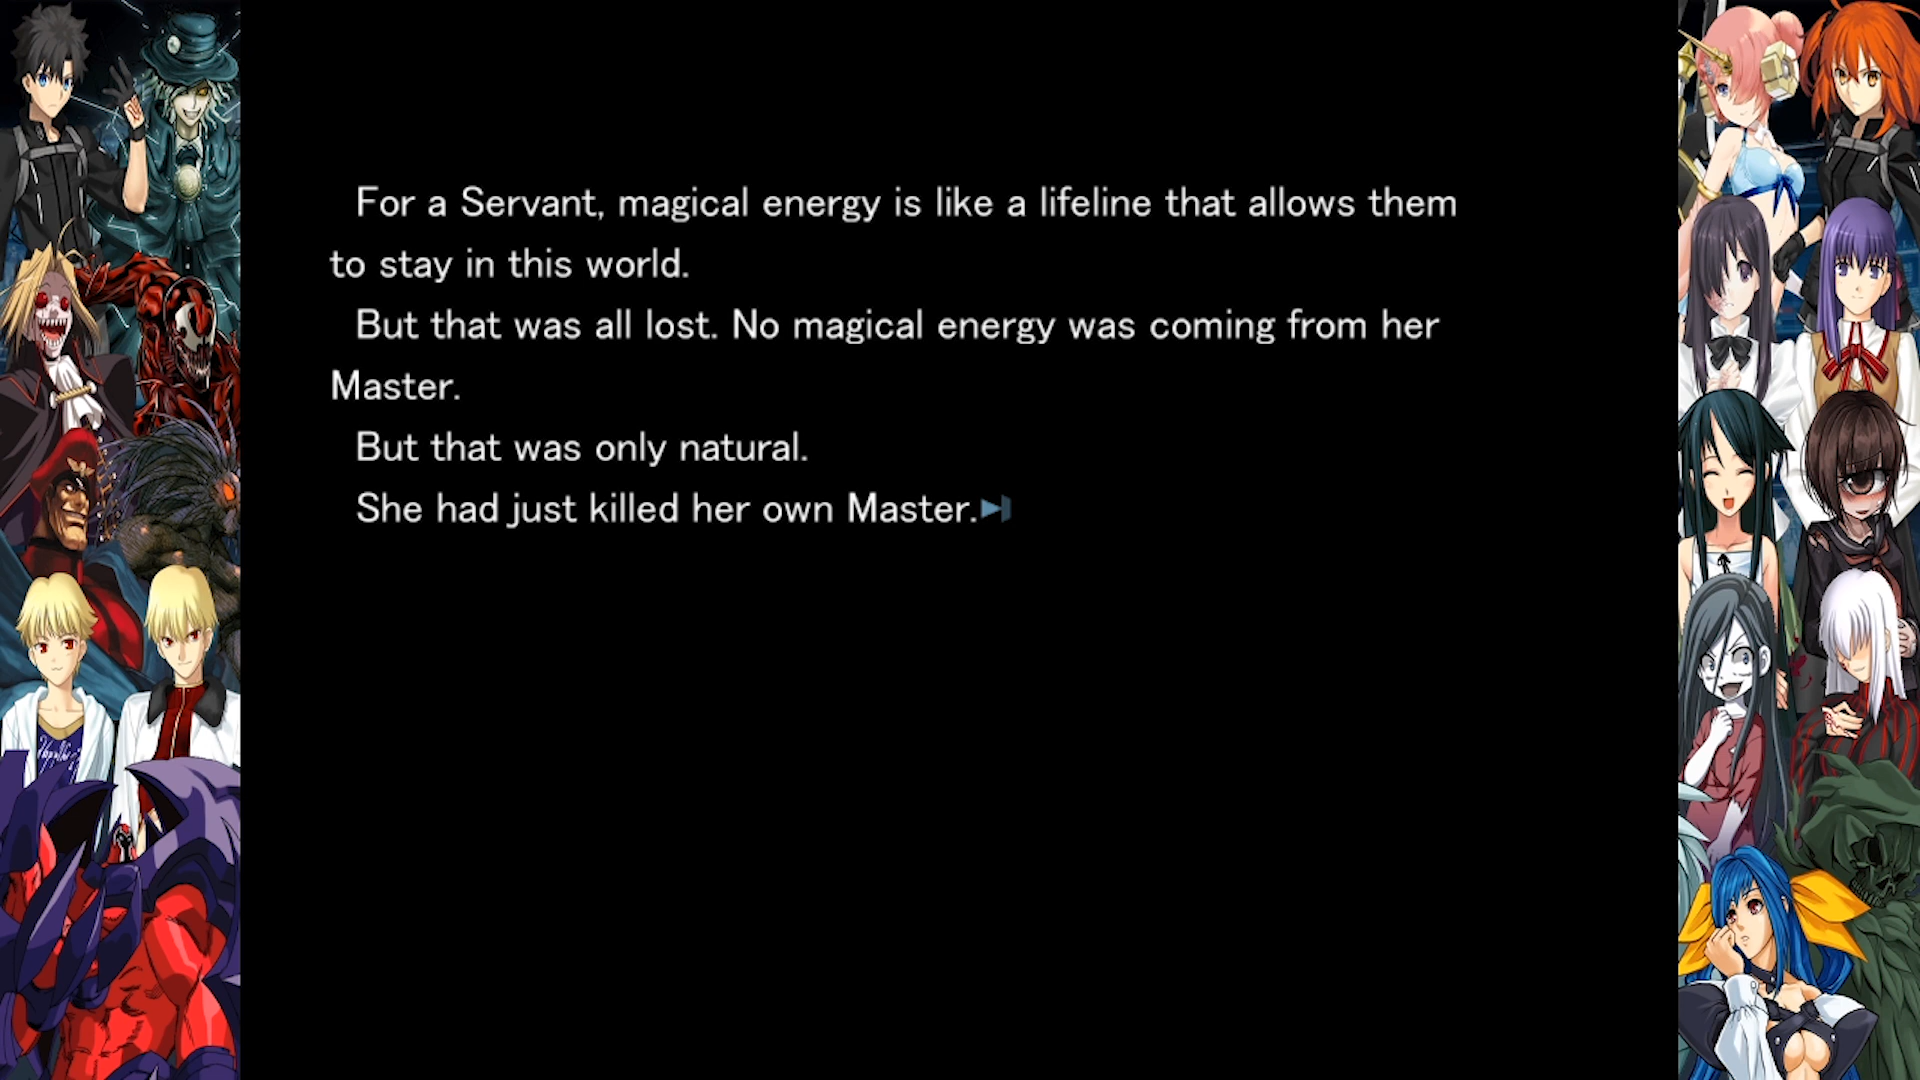 For a Servant, magical energy is like a lifeline that allows them
to stay in this world.
But that was all lost. No magical energy was coming from her
Master.
But that was only natural.
She had just killed her own Master.